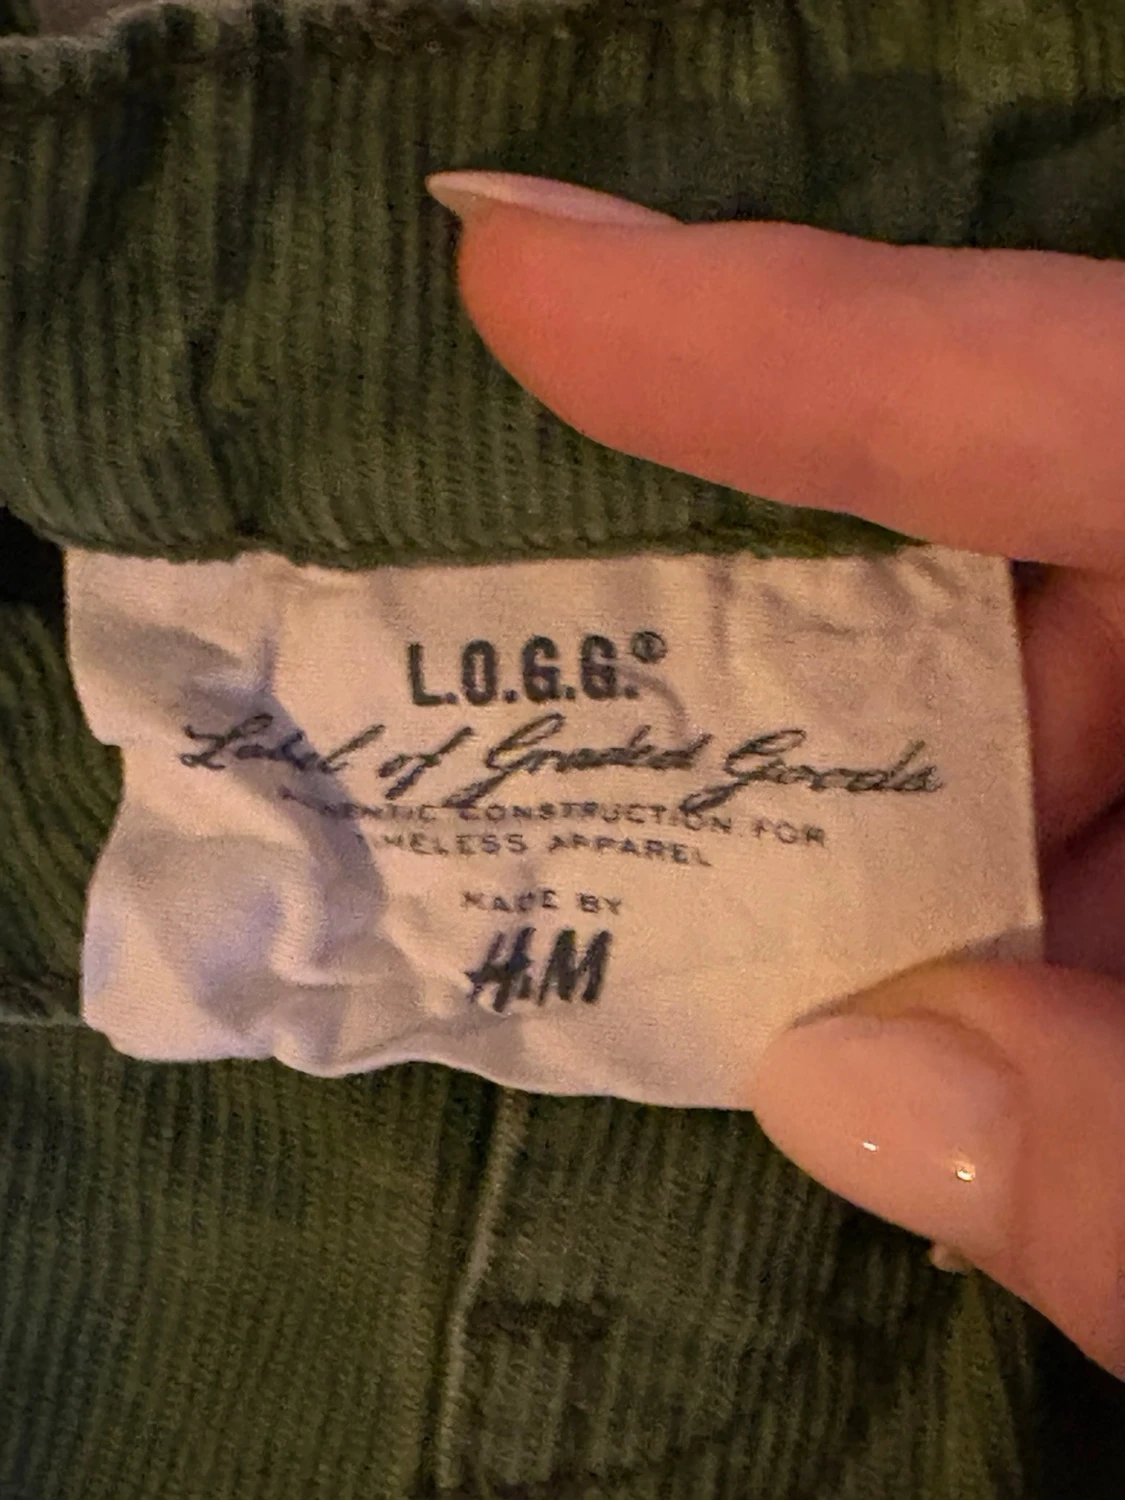 L.O.G.G.®
Label of Graded Goods
CONSTRUCTION FOR
APPAREL
MADE BY
H&M